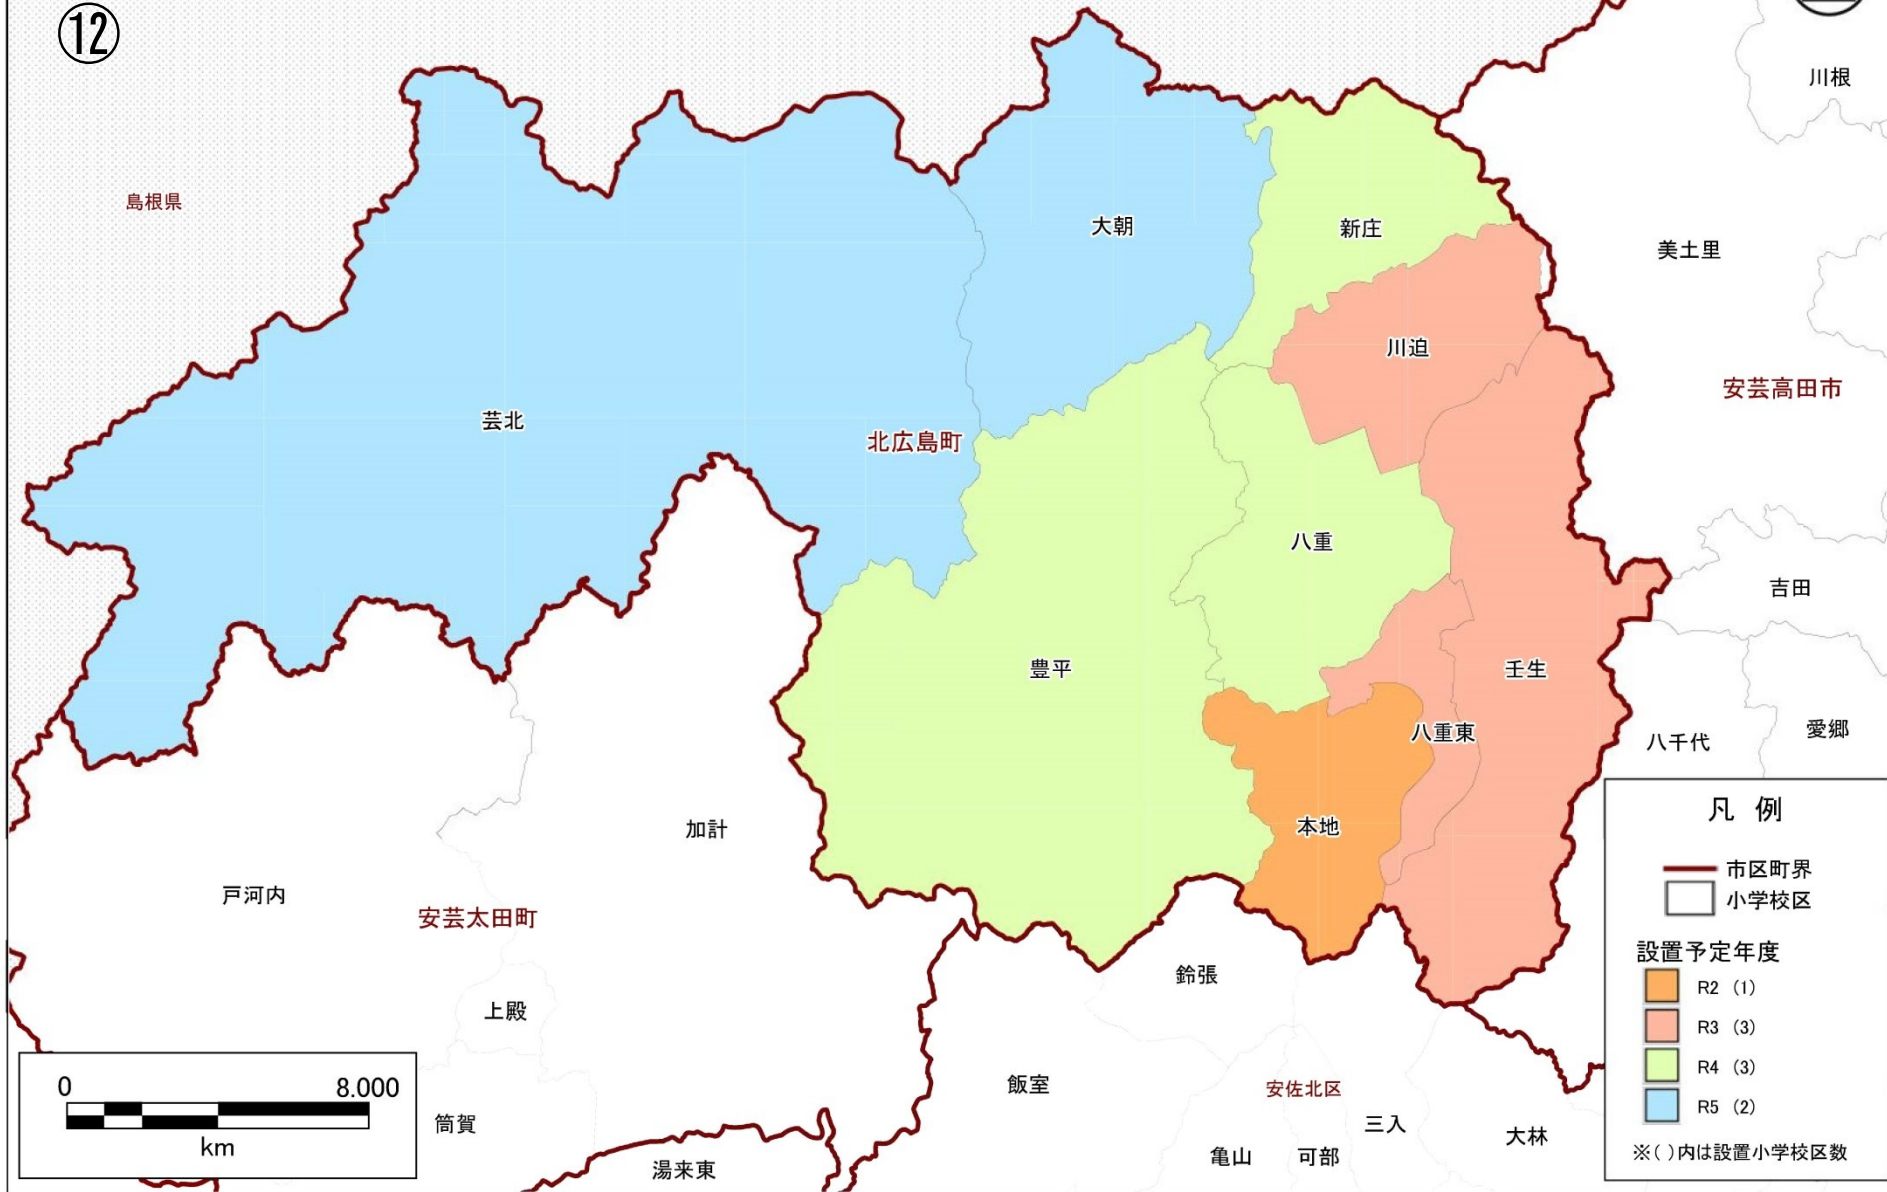 ⑫
川根
島根県
大朝
新庄
美土里
川迫
安芸高田市
芸北
北広島町
八重
吉田
豊平
壬生
八重東
八千代
愛郷
本地
加計
戸河内
安芸太田町
鈴張
上殿
飯室
安佐北区
筒賀
三入
大林
亀山
可部
湯来東
0 8.000
km
凡 例
市区町界
小学校区
設置予定年度
R2 (1)
R3 (3)
R4 (3)
R5 (2)
※( )内は設置小学校区数